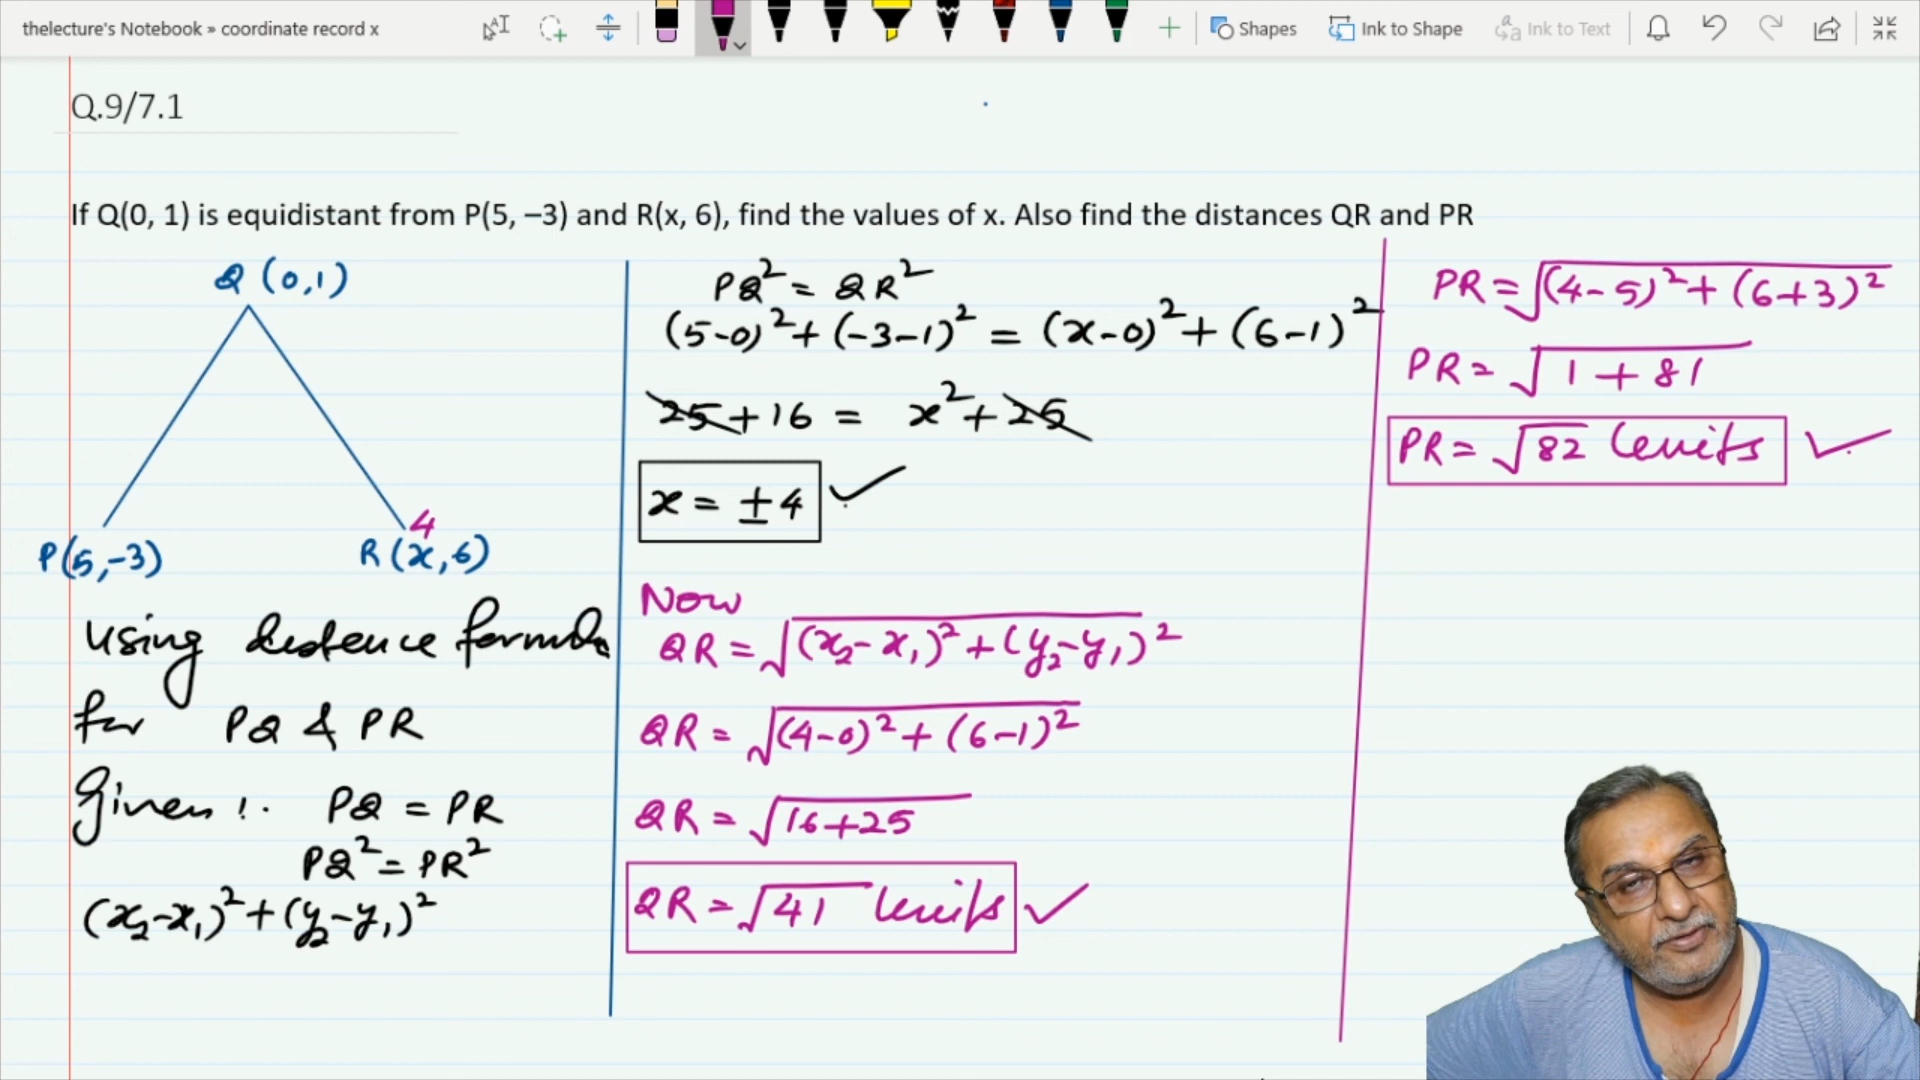 thelecture's Notebook » coordinate record x
Shapes
Ink to Shape
Ink to Text
Q.9/7.1
If Q(0, 1) is equidistant from P(5, –3) and R(x, 6), find the values of x. Also find the distances QR and PR
Q (0,1)
4
P(5,-3)
R(x,6)
using distence formula
for PQ & PR
Given :. PQ = PR
PQ² = PR²
(x₂-x₁)²+(y₂-y₁)²
PQ² = QR²
(5-0)²+(-3-1)² = (x-0)²+(6-1)²
25+16 = x²+25
x = ±4 ✓
Now
QR = √(x₂-x₁)²+(y₂-y₁)²
QR = √(4-0)²+(6-1)²
QR = √16+25
QR = √41 Units ✓
PR = √(4-5)²+(6+3)²
PR = √1+81
PR = √82 Units ✓